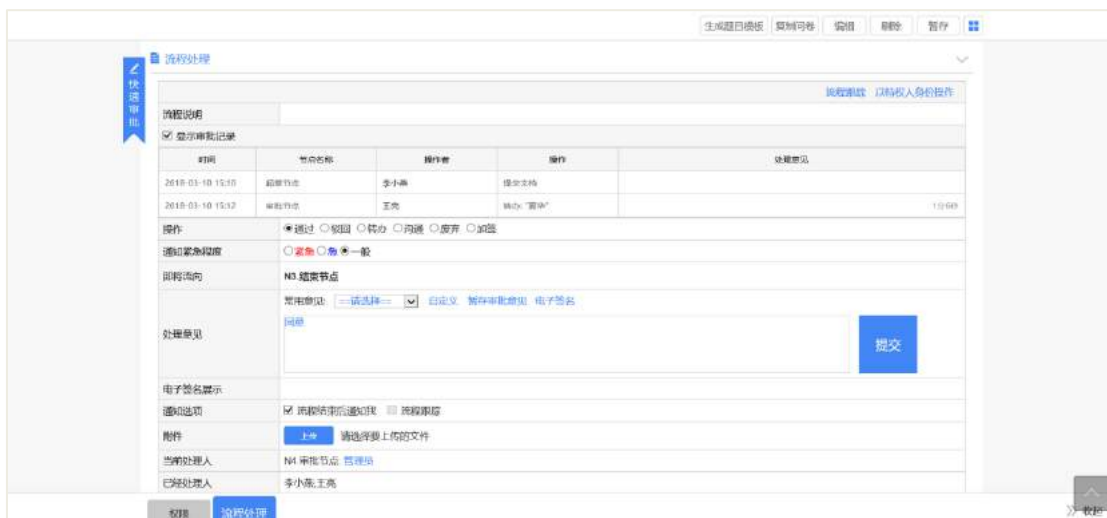 生成题目模板 复制问卷 编辑 删除 暂存
流程处理
快速审批
流程跟踪 以特权人身份操作
流程说明
显示审批记录
时间 节点名称 操作者 操作 处理意见
2018-03-10 15:10 起草节点 李小燕 提交文档
2018-03-10 15:12 审批节点 王亮 1分钟
操作 通过 驳回 转办 沟通 废弃 加签
通知紧急程度 紧急 急 一般
即将流向 N3.结束节点
常用意见: ==请选择== 自定义 暂存审批意见 电子签名
处理意见 同意
提交
电子签名展示
通知选项 流程结束后通知我 流程跟踪
附件 上传 请选择要上传的文件
当前处理人 N4.审批节点: 管理员
已经处理人 李小燕;王亮
权限 流程处理 收起